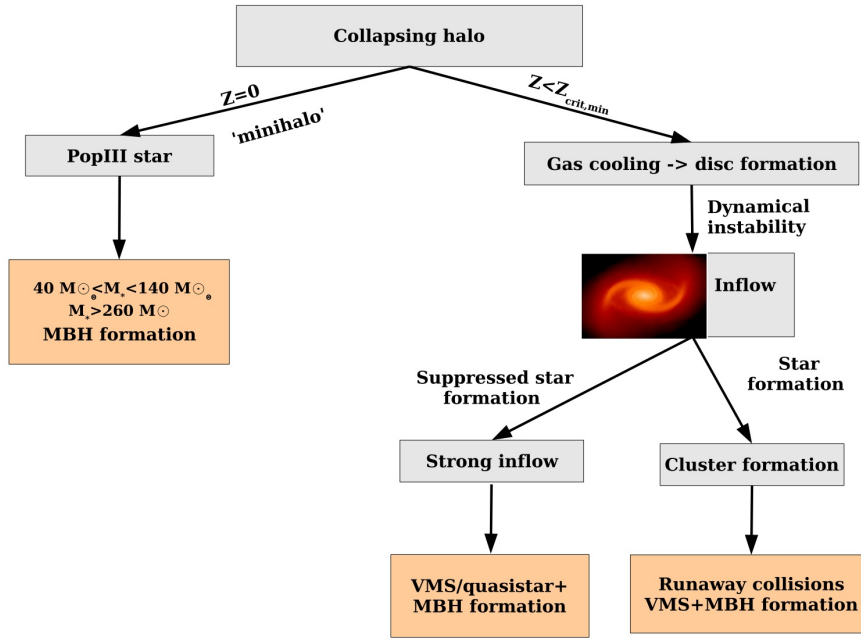 Collapsing halo
Z=0
Z<Z_crit,min
'minihalo'
PopIII star
Gas cooling -> disc formation
Dynamical
instability
40 M☉⊙<M*<140 M☉⊙
M*>260 M☉
MBH formation
Inflow
Suppressed star
formation
Star
formation
Strong inflow
Cluster formation
VMS/quasistar+
MBH formation
Runaway collisions
VMS+MBH formation